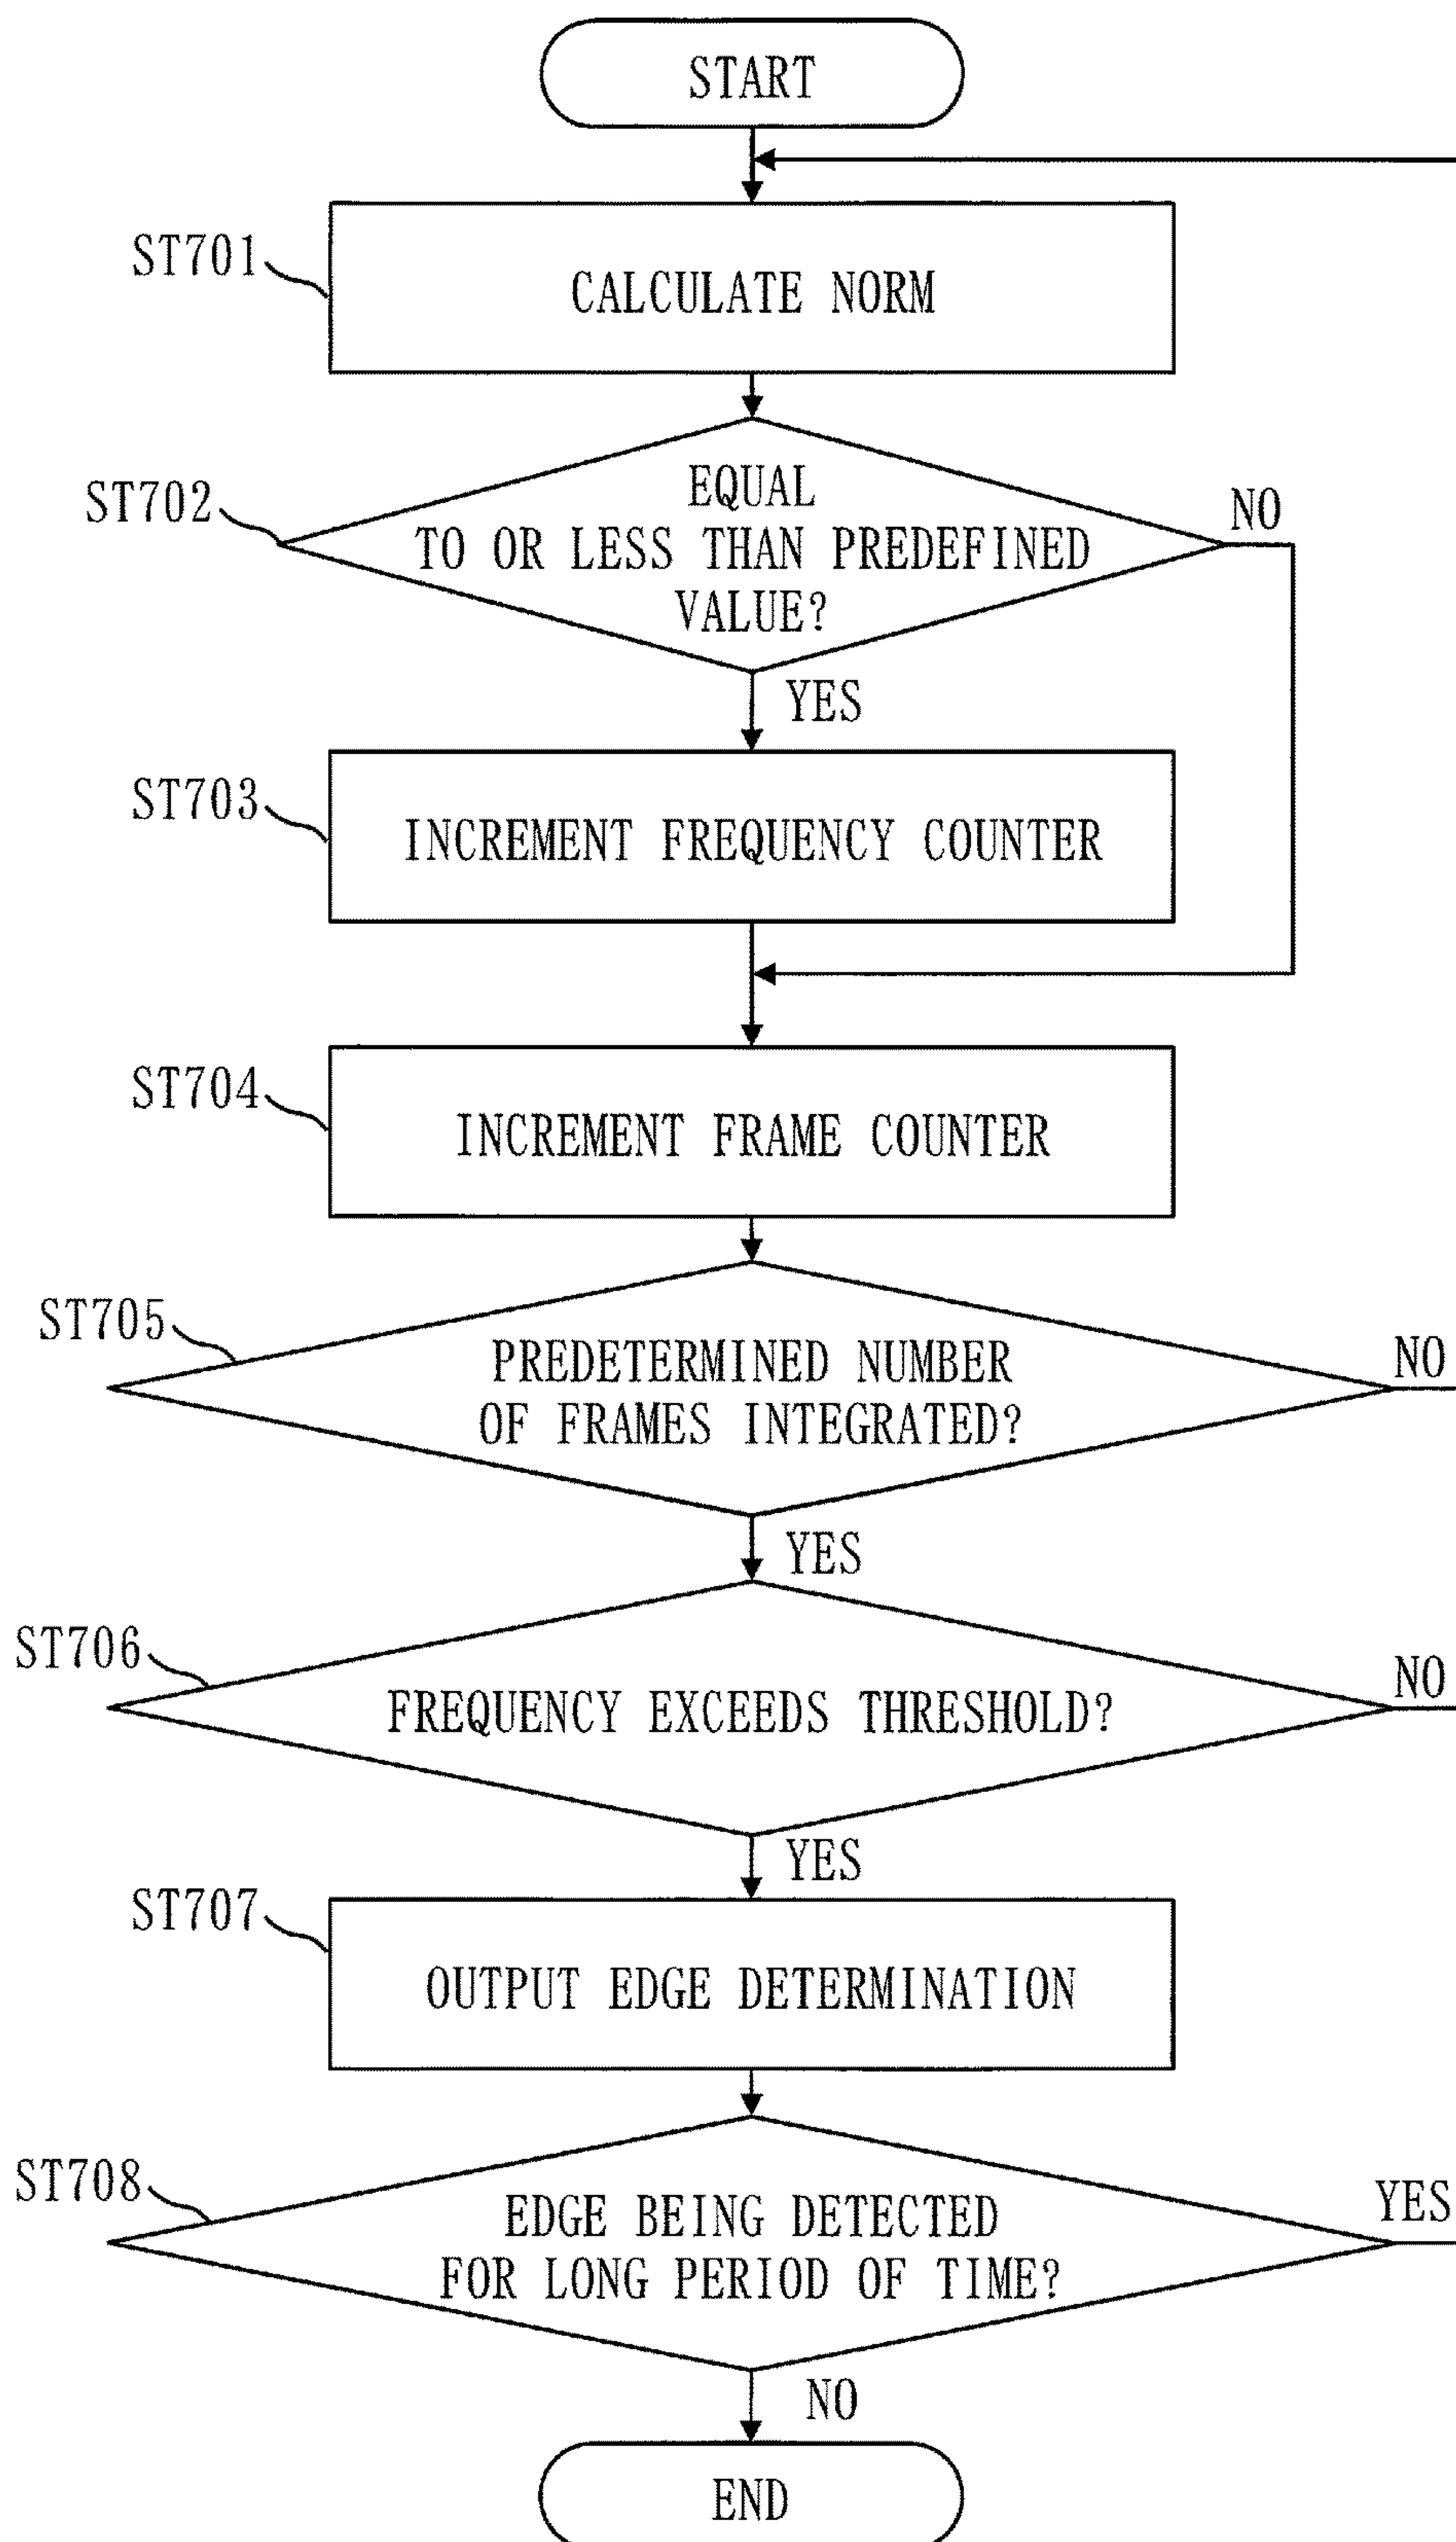 START
ST701
CALCULATE NORM
ST702
EQUAL
TO OR LESS THAN PREDEFINED
VALUE?
NO
YES
ST703
INCREMENT FREQUENCY COUNTER
ST704
INCREMENT FRAME COUNTER
ST705
PREDETERMINED NUMBER
OF FRAMES INTEGRATED?
NO
YES
ST706
FREQUENCY EXCEEDS THRESHOLD?
NO
YES
ST707
OUTPUT EDGE DETERMINATION
ST708
EDGE BEING DETECTED
FOR LONG PERIOD OF TIME?
YES
NO
END